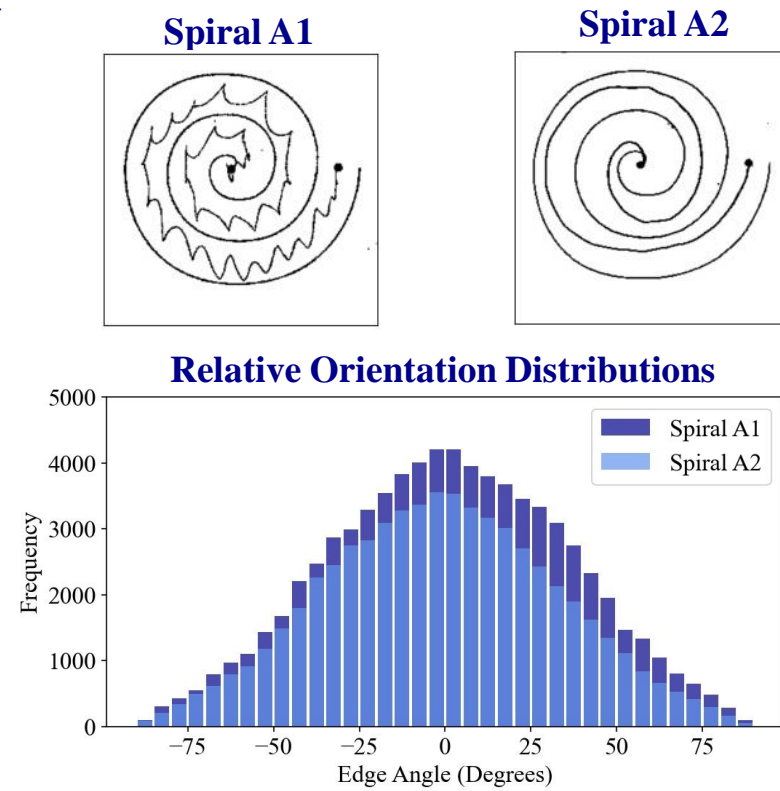 Spiral A1
Spiral A2
Relative Orientation Distributions
5000
4000
3000
2000
1000
0
Frequency
Spiral A1
Spiral A2
−75 −50 −25 0 25 50 75
Edge Angle (Degrees)